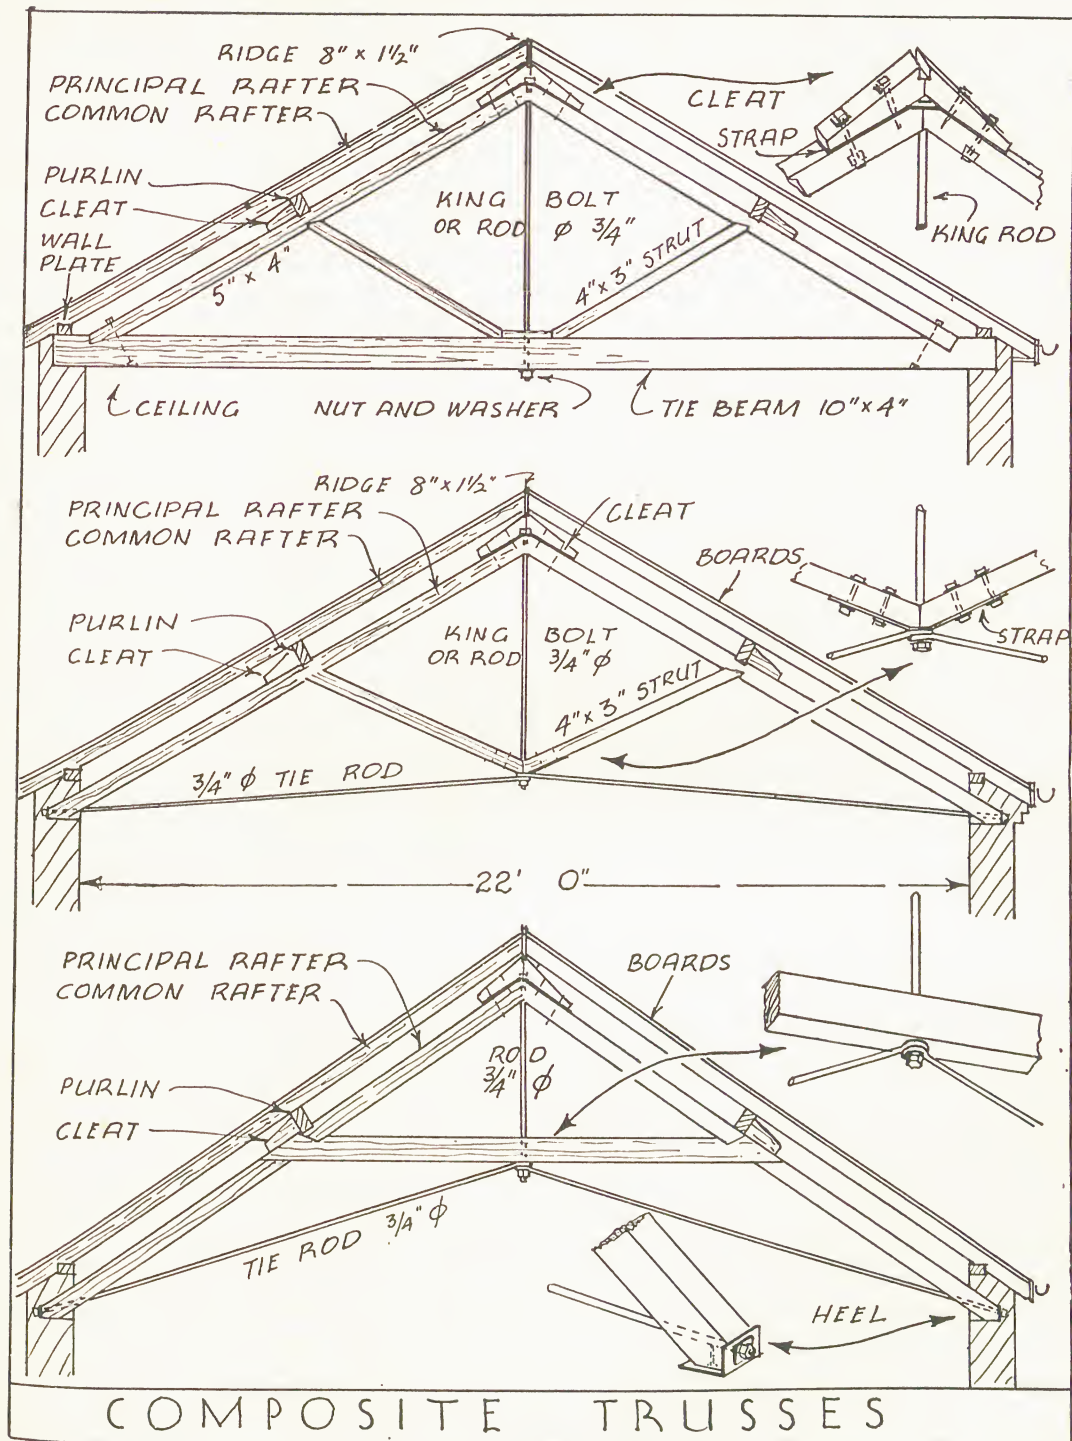 RIDGE 8" x 1½"
PRINCIPAL RAFTER
COMMON RAFTER
CLEAT
STRAP
KING ROD
PURLIN
CLEAT
WALL
PLATE
KING BOLT
OR ROD ϕ 3/4"
5" x 4"
4" x 3" STRUT
CEILING
NUT AND WASHER
TIE BEAM 10" x 4"
RIDGE 8" x 1½"
PRINCIPAL RAFTER
COMMON RAFTER
CLEAT
BOARDS
STRAP
PURLIN
CLEAT
KING BOLT
OR ROD 3/4" ϕ
4" x 3" STRUT
3/4" ϕ TIE ROD
22' 0"
PRINCIPAL RAFTER
COMMON RAFTER
BOARDS
ROD
3/4" ϕ
PURLIN
CLEAT
TIE ROD 3/4" ϕ
HEEL
COMPOSITE TRUSSES